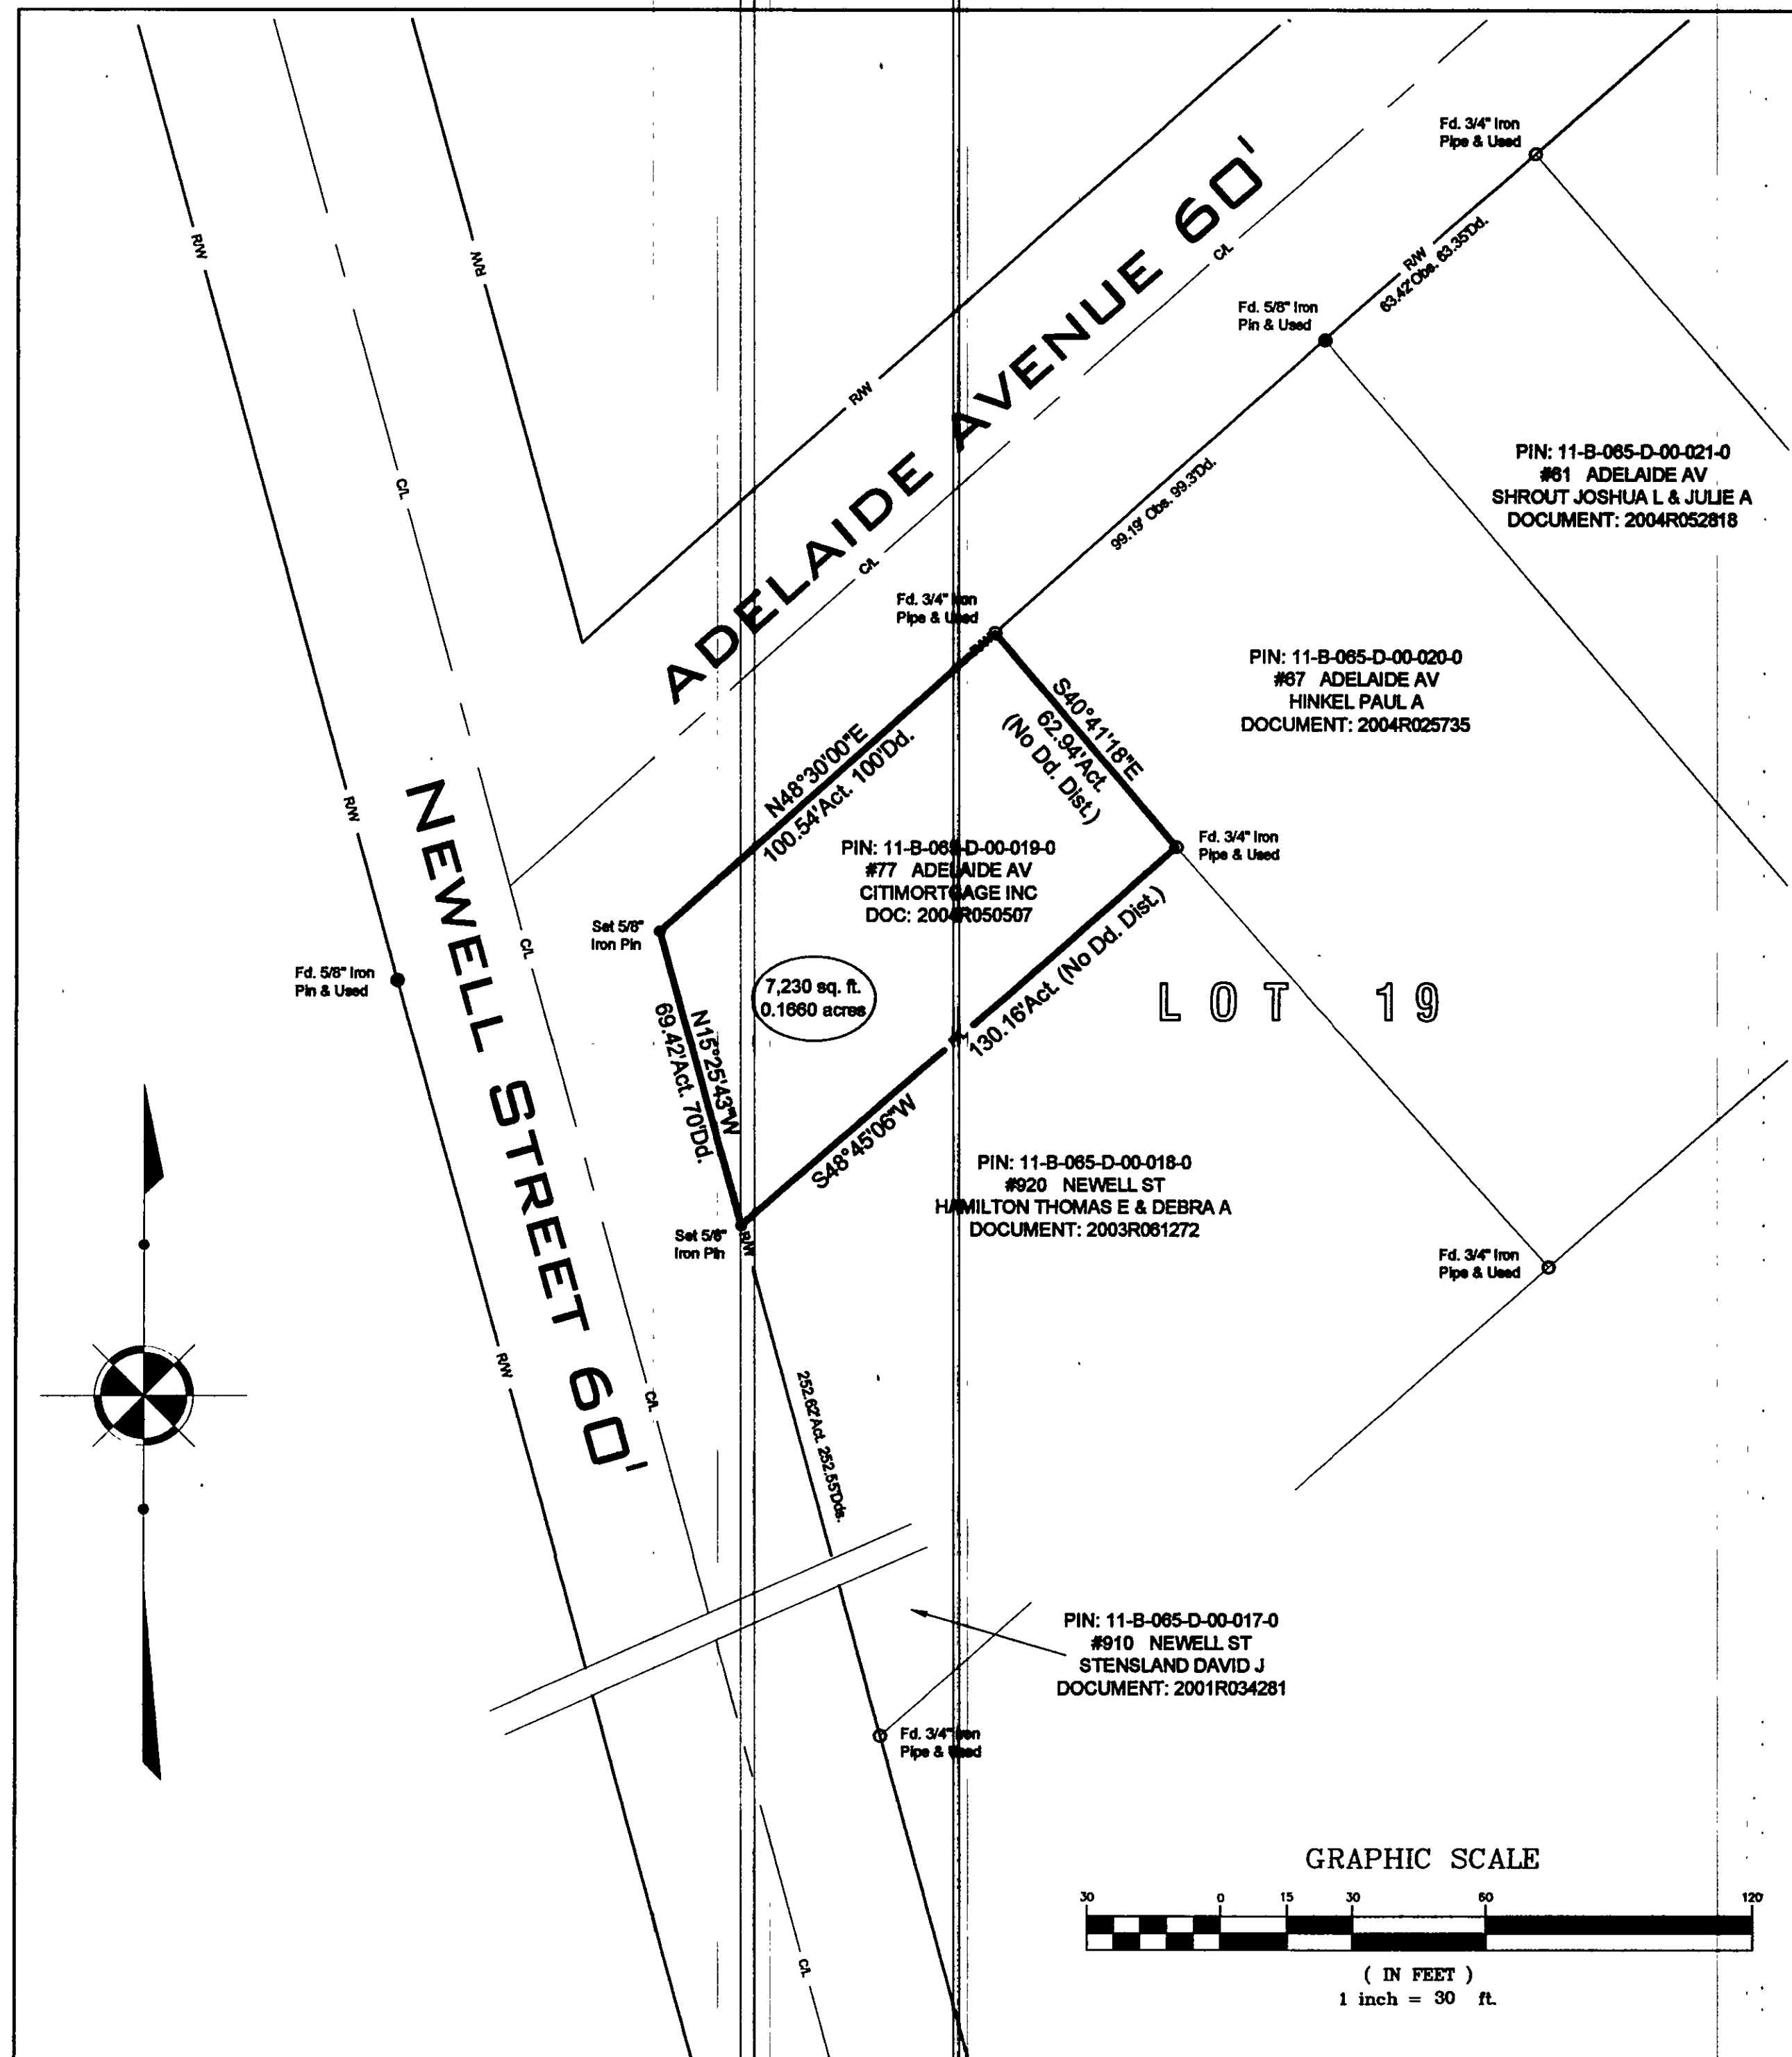 Fd. 3/4" Iron
Pipe & Used
R/W
R/W
ADELAIDE AVENUE 60'
C/L
R/W
63.42'Obs. 63.35'Dd.
Fd. 5/8" Iron
Pin & Used
R/W
C/L
PIN: 11-B-065-D-00-021-0
#61 ADELAIDE AV
SHROUT JOSHUA L & JULIE A
DOCUMENT: 2004R052818
99.19' Obs. 99.3'Dd.
C/L
Fd. 3/4" Iron
Pipe & Used
R/W
PIN: 11-B-065-D-00-020-0
#67 ADELAIDE AV
HINKEL PAUL A
DOCUMENT: 2004R025735
S40°41'18"E
62.94'Act.
(No Dd. Dist.)
N48°30'00"E
100.54'Act. 100'Dd.
R/W
NEWELL STREET 60'
Fd. 3/4" Iron
Pipe & Used
PIN: 11-B-065-D-00-019-0
#77 ADELAIDE AV
CITIMORTGAGE INC
DOC: 2004R050507
Set 5/8"
Iron Pin
C/L
Fd. 5/8" Iron
Pin & Used
7,230 sq. ft.
0.1660 acres
130.16'Act. (No Dd. Dist.)
LOT 19
N15°25'43"W
69.42'Act. 70'Dd.
S48°45'06"W
PIN: 11-B-065-D-00-018-0
#920 NEWELL ST
HAMILTON THOMAS E & DEBRA A
DOCUMENT: 2003R061272
Set 5/8"
Iron Pin
R/W
Fd. 3/4" Iron
Pipe & Used
R/W
C/L
252.62'Act. 252.55'Dds.
PIN: 11-B-065-D-00-017-0
#910 NEWELL ST
STENSLAND DAVID J
DOCUMENT: 2001R034281
Fd. 3/4" Iron
Pipe & Used
C/L
GRAPHIC SCALE
30 0 15 30 60 120
( IN FEET )
1 inch = 30 ft.